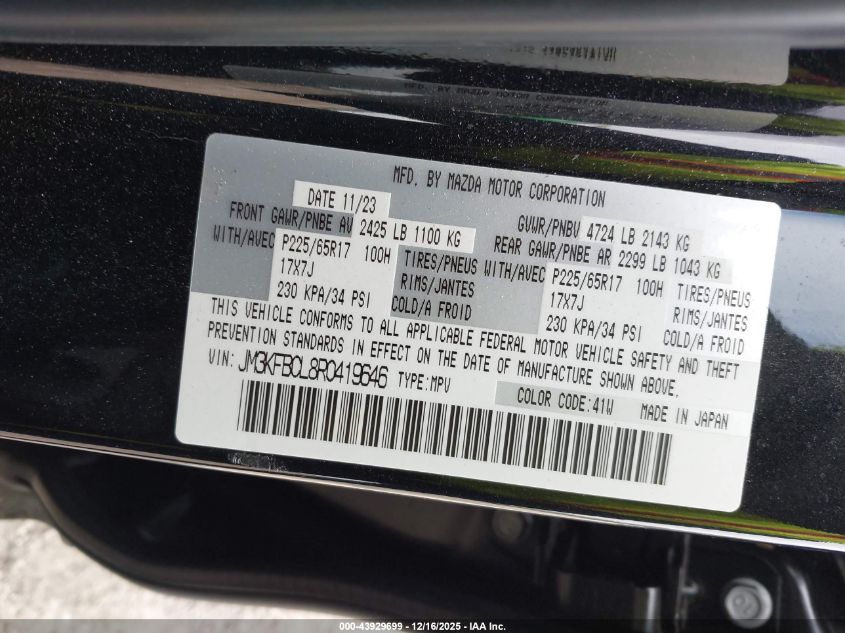 MFD. BY MAZDA MOTOR CORPORATION
MFD. BY MAZDA MOTOR CORPORATION
DATE 11/23
FRONT GAWR/PNBE AV 2425 LB 1100 KG
GVWR/PNBV 4724 LB 2143 KG
REAR GAWR/PNBE AR 2299 LB 1043 KG
WITH/AVEC P225/65R17 100H TIRES/PNEUS
17X7J RIMS/JANTES
230 KPA/34 PSI COLD/A FROID
WITH/AVEC P225/65R17 100H TIRES/PNEUS
17X7J RIMS/JANTES
230 KPA/34 PSI COLD/A FROID
THIS VEHICLE CONFORMS TO ALL APPLICABLE FEDERAL MOTOR VEHICLE SAFETY AND THEFT
PREVENTION STANDARDS IN EFFECT ON THE DATE OF MANUFACTURE SHOWN ABOVE.
VIN: JM3KFBCL8R0419646 TYPE:MPV
COLOR CODE:41W MADE IN JAPAN
000-43929699 - 12/16/2025 - IAA Inc.